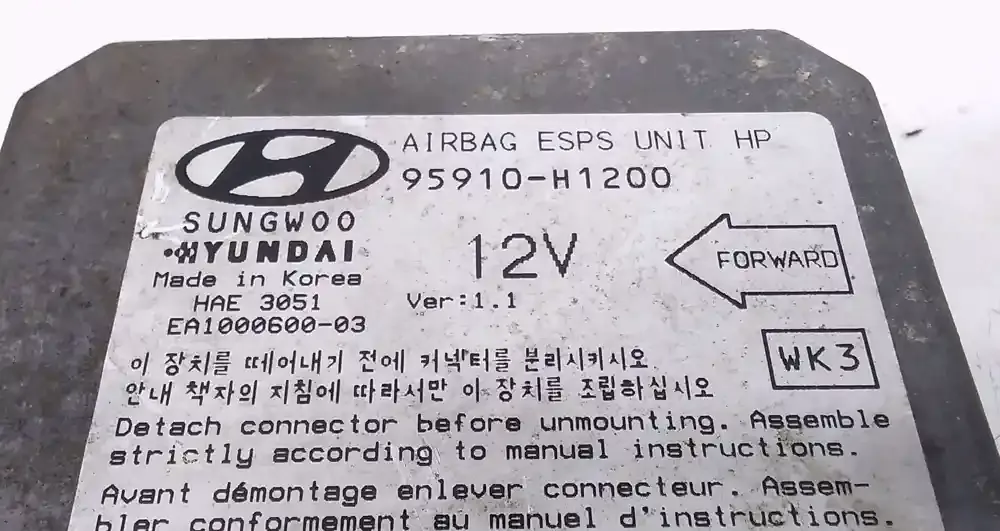 AIRBAG ESPS UNIT HP
95910-H1200
SUNGWOO
HYUNDAI
12V
FORWARD
Made in Korea
HAE 3051
Ver:1.1
EA1000600-03
WK3
이 장치를 떼어내기 전에 커넥터를 분리시키시오
안내 책자의 지침에 따라서만 이 장치를 조립하십시오
Detach connector before unmounting. Assemble
strictly according to manual instructions.
Avant démontage enlever connecteur. Assem-
bler conformement au manuel d'instructions.